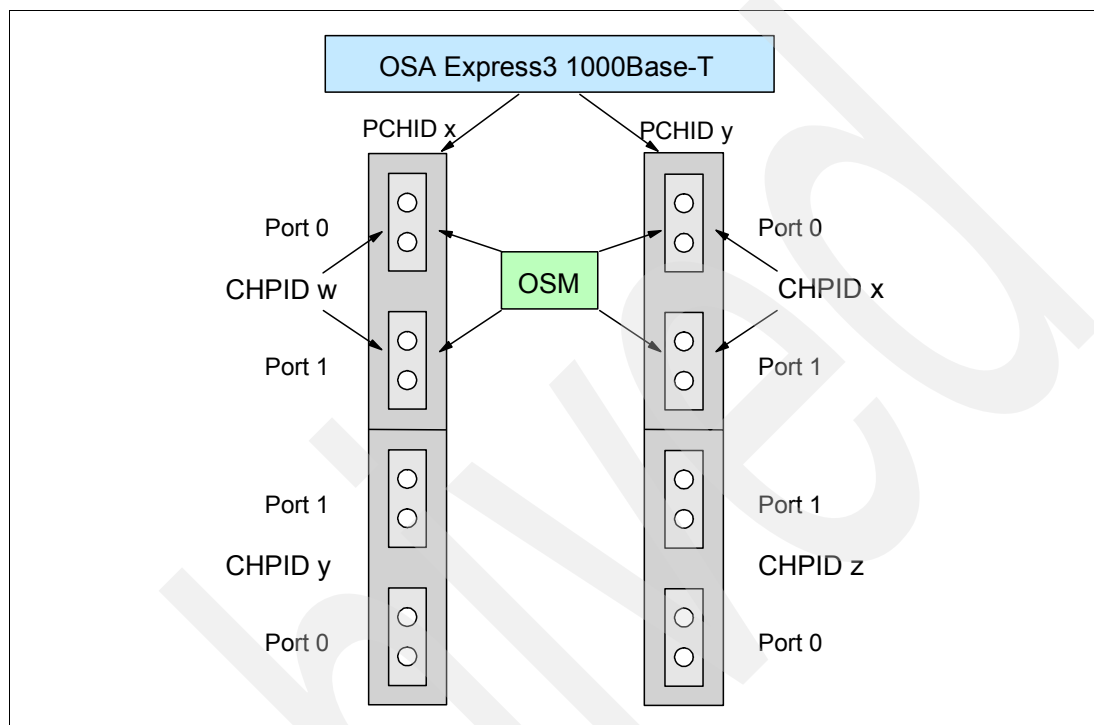 OSA Express3 1000Base-T
PCHID x
PCHID y
Port 0
Port 0
CHPID w
OSM
CHPID x
Port 1
Port 1
Port 1
Port 1
CHPID y
CHPID z
Port 0
Port 0
hived